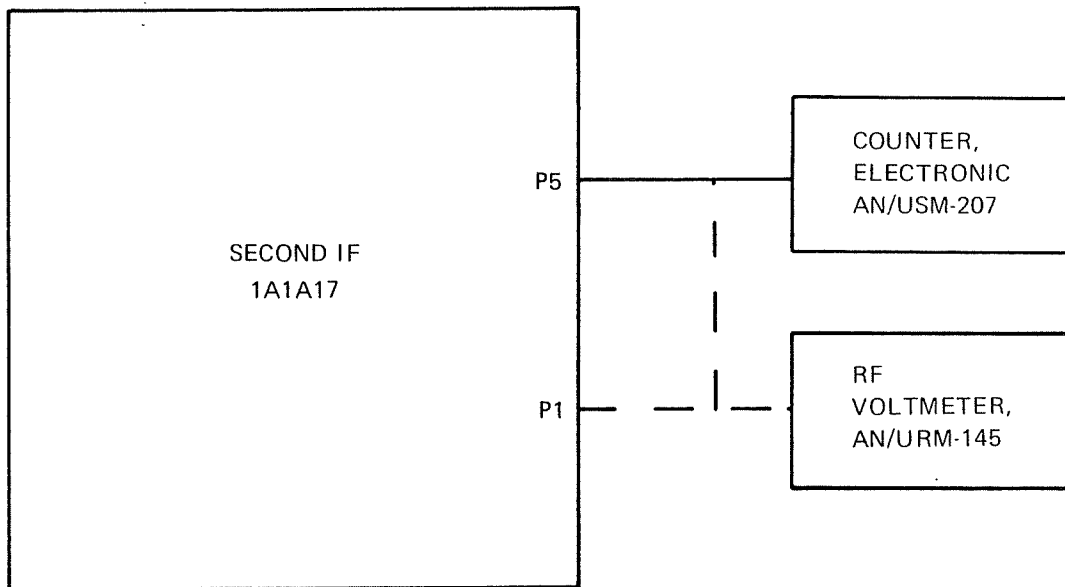 SECOND IF
1A1A17
P5
P1
COUNTER,
ELECTRONIC
AN/USM-207
RF
VOLTMETER,
AN/URM-145